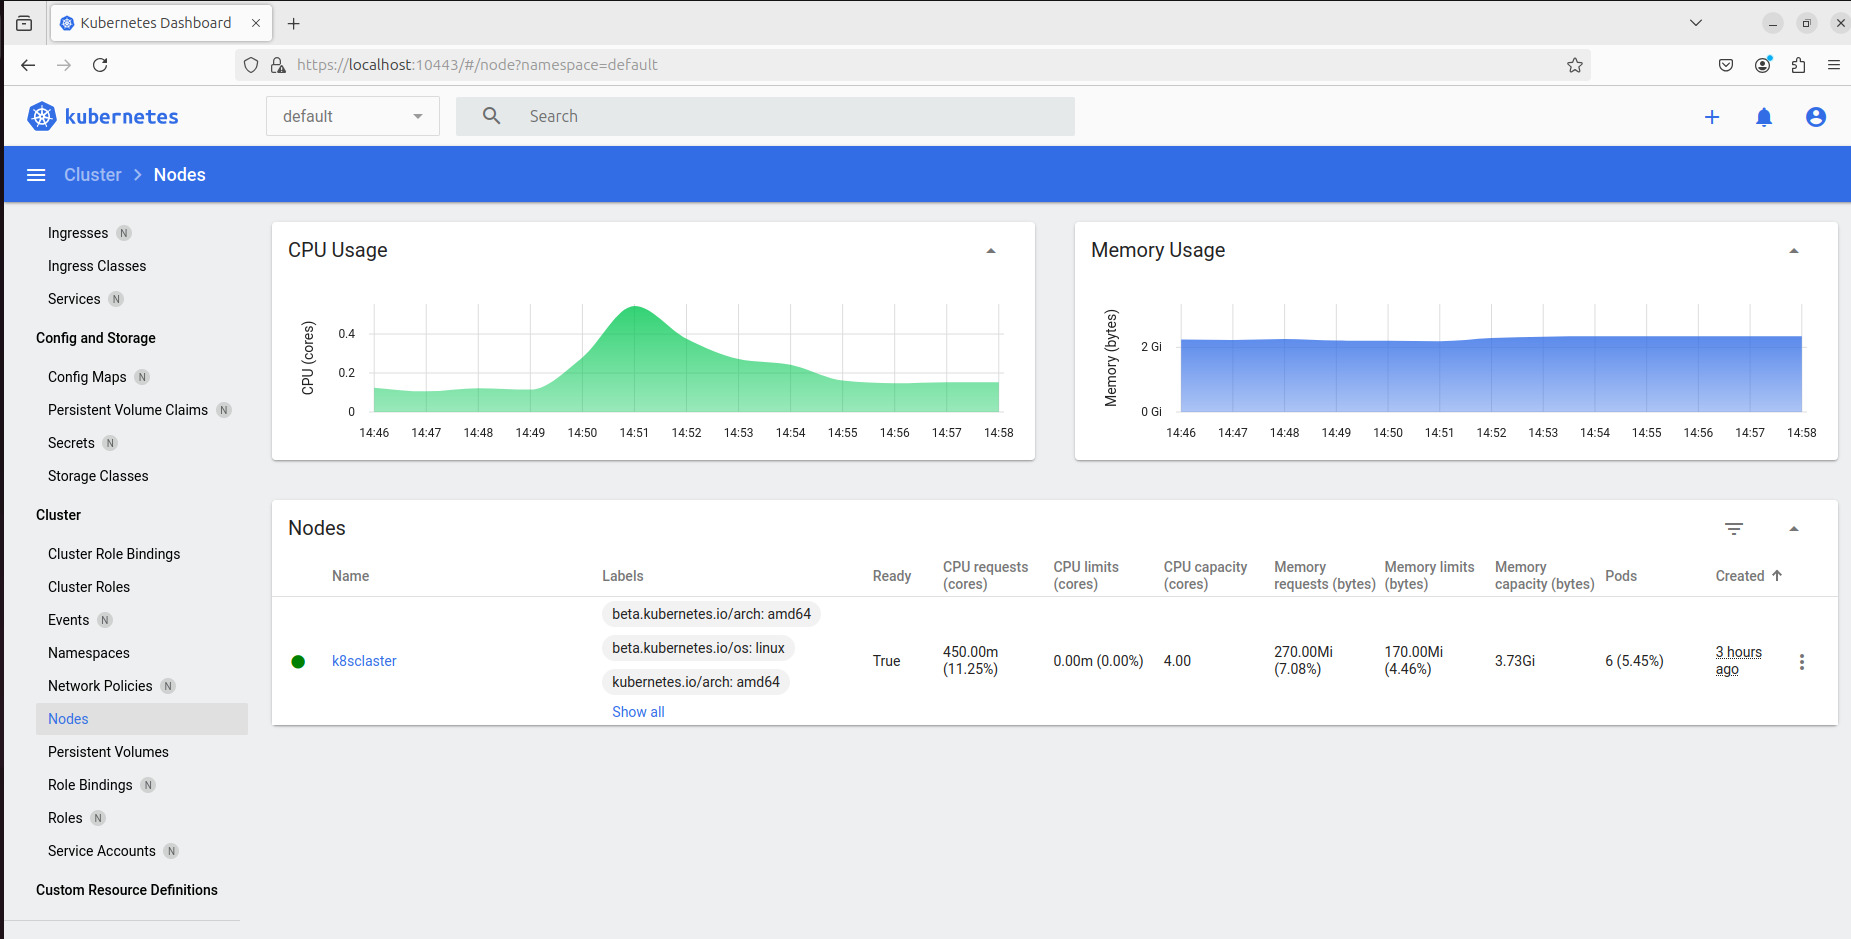 Kubernetes Dashboard
https://localhost:10443/#/node?namespace=default
kubernetes
default
Search
Cluster
Nodes
Ingresses N
Ingress Classes
Services N
Config and Storage
Config Maps N
Persistent Volume Claims N
Secrets N
Storage Classes
Cluster
Cluster Role Bindings
Cluster Roles
Events N
Namespaces
Network Policies N
Nodes
Persistent Volumes
Role Bindings N
Roles N
Service Accounts N
Custom Resource Definitions
CPU Usage
CPU (cores)
0.4
0.2
0
14:46 14:47 14:48 14:49 14:50 14:51 14:52 14:53 14:54 14:55 14:56 14:57 14:58
Memory Usage
Memory (bytes)
2 Gi
0 Gi
14:46 14:47 14:48 14:49 14:50 14:51 14:52 14:53 14:54 14:55 14:56 14:57 14:58
Nodes
Name
Labels
Ready
CPU requests
(cores)
CPU limits
(cores)
CPU capacity
(cores)
Memory
requests (bytes)
Memory limits
(bytes)
Memory
capacity (bytes)
Pods
Created
k8sclaster
beta.kubernetes.io/arch: amd64
beta.kubernetes.io/os: linux
kubernetes.io/arch: amd64
Show all
True
450.00m
(11.25%)
0.00m (0.00%)
4.00
270.00Mi
(7.08%)
170.00Mi
(4.46%)
3.73Gi
6 (5.45%)
3 hours
ago